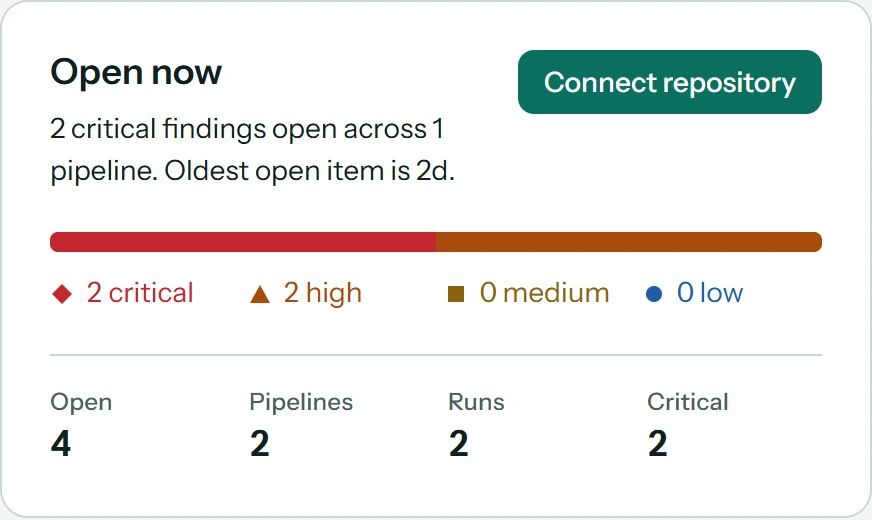 Open now
Connect repository
2 critical findings open across 1
pipeline. Oldest open item is 2d.
2 critical
2 high
0 medium
0 low
Open
Pipelines
Runs
Critical
4
2
2
2